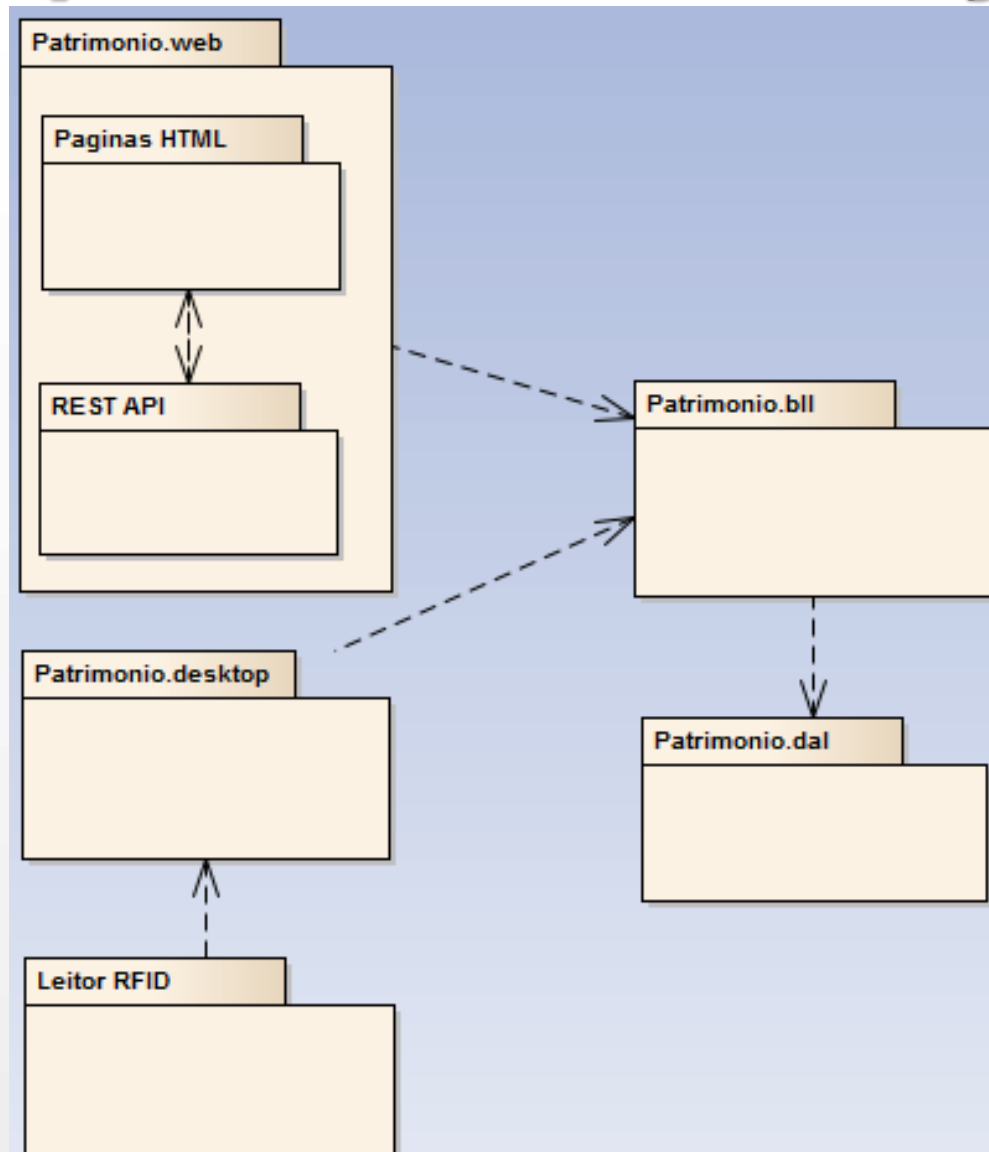 Patrimonio.web
Paginas HTML
REST API
Patrimonio.bll
Patrimonio.desktop
Patrimonio.dal
Leitor RFID